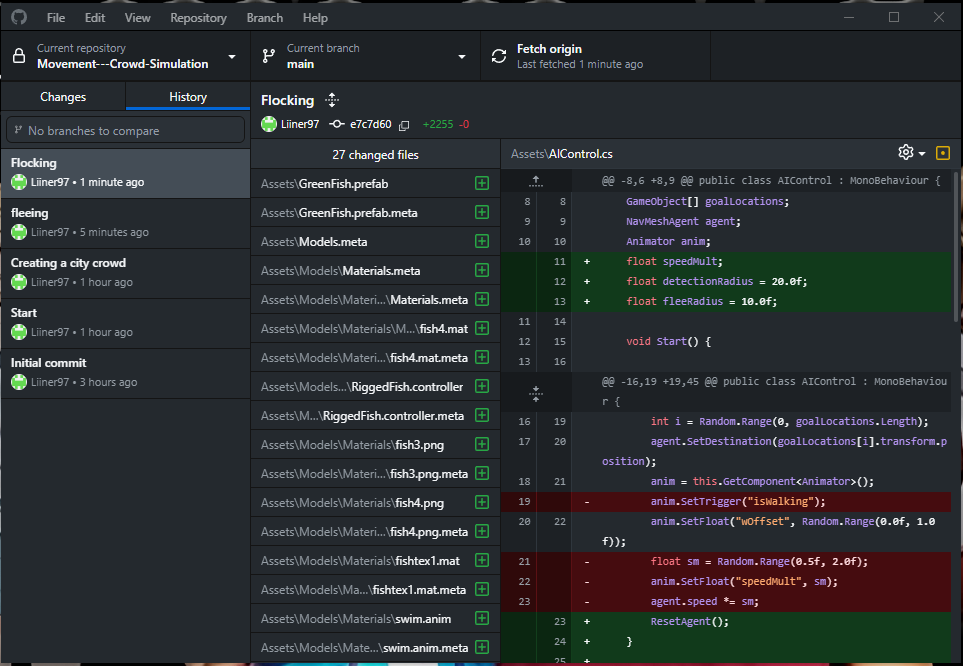 File Edit View Repository Branch Help
Current repository
Movement---Crowd-Simulation
Current branch
main
Fetch origin
Last fetched 1 minute ago
Changes
History
No branches to compare
Flocking
Liiner97 • 1 minute ago
fleeing
Liiner97 • 5 minutes ago
Creating a city crowd
Liiner97 • 1 hour ago
Start
Liiner97 • 1 hour ago
Initial commit
Liiner97 • 3 hours ago
Flocking
Liiner97 e7c7d60 +2255 -0
27 changed files
Assets\GreenFish.prefab
Assets\GreenFish.prefab.meta
Assets\Models.meta
Assets\Models\Materials.meta
Assets\Models\Materi...\Materials.meta
Assets\Models\Materials\M...\fish4.mat
Assets\Models\Materi...\fish4.mat.meta
Assets\Models...\RiggedFish.controller
Assets\M...\RiggedFish.controller.meta
Assets\Models\Materials\fish3.png
Assets\Models\Materi...\fish3.png.meta
Assets\Models\Materials\fish4.png
Assets\Models\Materi...\fish4.png.meta
Assets\Models\Materials\fishtex1.mat
Assets\Models\Ma...\fishtex1.mat.meta
Assets\Models\Materials\swim.anim
Assets\Models\Mate...\swim.anim.meta
Assets\AIControl.cs
@@ -8,6 +8,9 @@ public class AIControl : MonoBehaviour {
8 8 GameObject[] goalLocations;
9 9 NavMeshAgent agent;
10 10 Animator anim;
11 + float speedMult;
12 + float detectionRadius = 20.0f;
13 + float fleeRadius = 10.0f;
11 14
12 15 void Start() {
13 16
@@ -16,19 +19,45 @@ public class AIControl : MonoBehaviou
r {
16 19 int i = Random.Range(0, goalLocations.Length);
17 20 agent.SetDestination(goalLocations[i].transform.p
osition);
18 21 anim = this.GetComponent<Animator>();
19 - anim.SetTrigger("isWalking");
20 22 anim.SetFloat("wOffset", Random.Range(0.0f, 1.0
f));
21 - float sm = Random.Range(0.5f, 2.0f);
22 - anim.SetFloat("speedMult", sm);
23 - agent.speed *= sm;
23 + ResetAgent();
24 + }
25 +